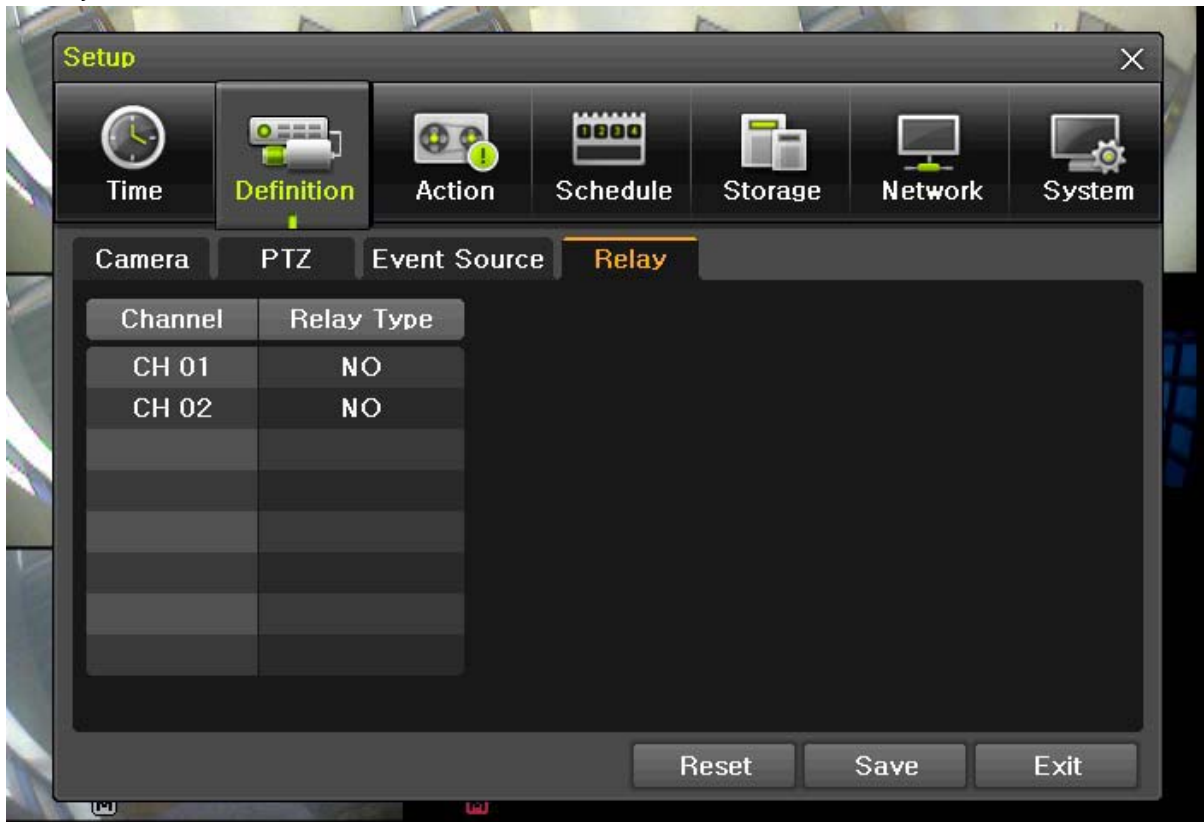 Setup
Time Definition Action Schedule Storage Network System
Camera PTZ Event Source Relay
Channel Relay Type
CH 01 NO
CH 02 NO
Reset Save Exit